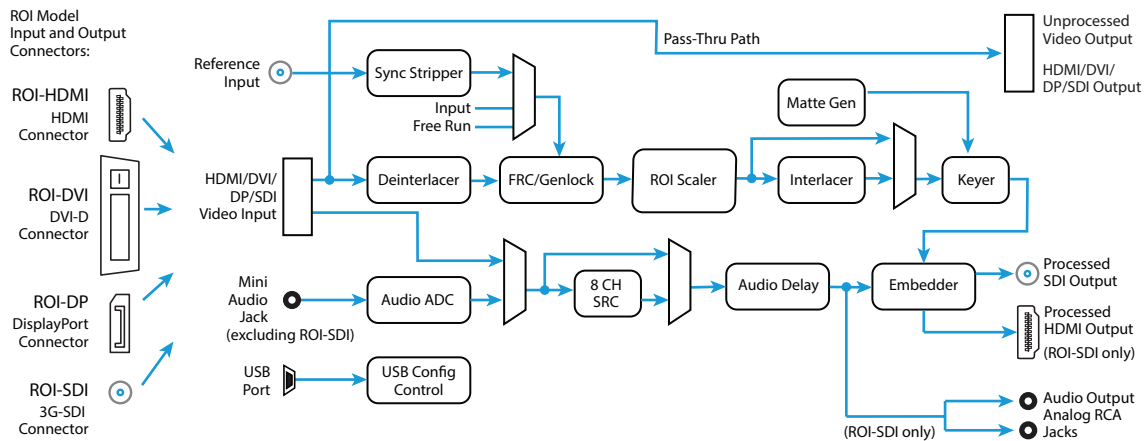 ROI Model
Input and Output
Connectors:
ROI-HDMI
HDMI
Connector
ROI-DVI
DVI-D
Connector
ROI-DP
DisplayPort
Connector
ROI-SDI
3G-SDI
Connector
Reference
Input
Sync Stripper
Input
Free Run
Pass-Thru Path
Unprocessed
Video Output
HDMI/DVI/
DP/SDI Output
Matte Gen
HDMI/DVI/
DP/SDI
Video Input
Deinterlacer
FRC/Genlock
ROI Scaler
Interlacer
Keyer
Mini
Audio
Jack
(excluding ROI-SDI)
Audio ADC
8 CH
SRC
Audio Delay
Embedder
Processed
SDI Output
Processed
HDMI Output
(ROI-SDI only)
USB
Port
USB Config
Control
(ROI-SDI only)
Audio Output
Analog RCA
Jacks